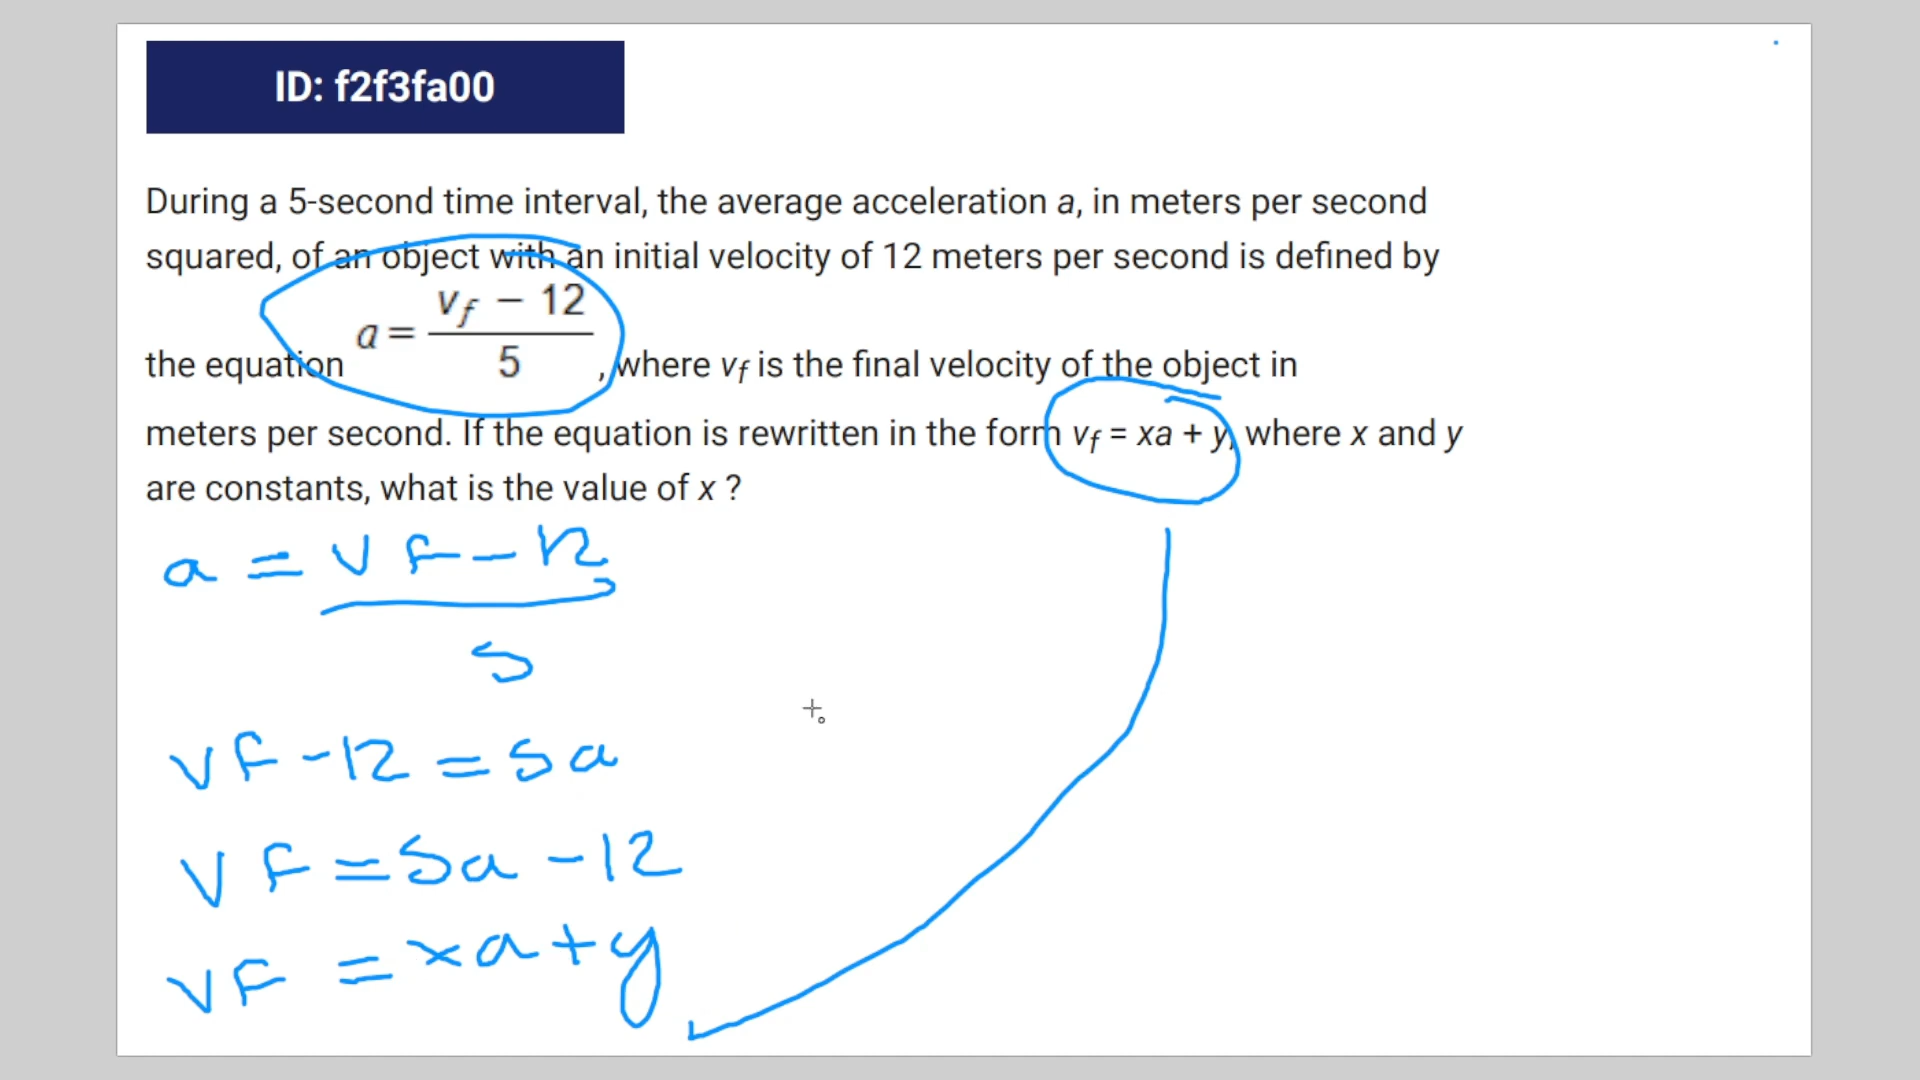 ID: f2f3fa00
During a 5-second time interval, the average acceleration a, in meters per second
squared, of an object with an initial velocity of 12 meters per second is defined by
the equation a = (v_f − 12)/5, where v_f is the final velocity of the object in
meters per second. If the equation is rewritten in the form v_f = xa + y, where x and y
are constants, what is the value of x ?
a = VF-12
5
VF-12=5a
VF=5a-12
VF=xa+y